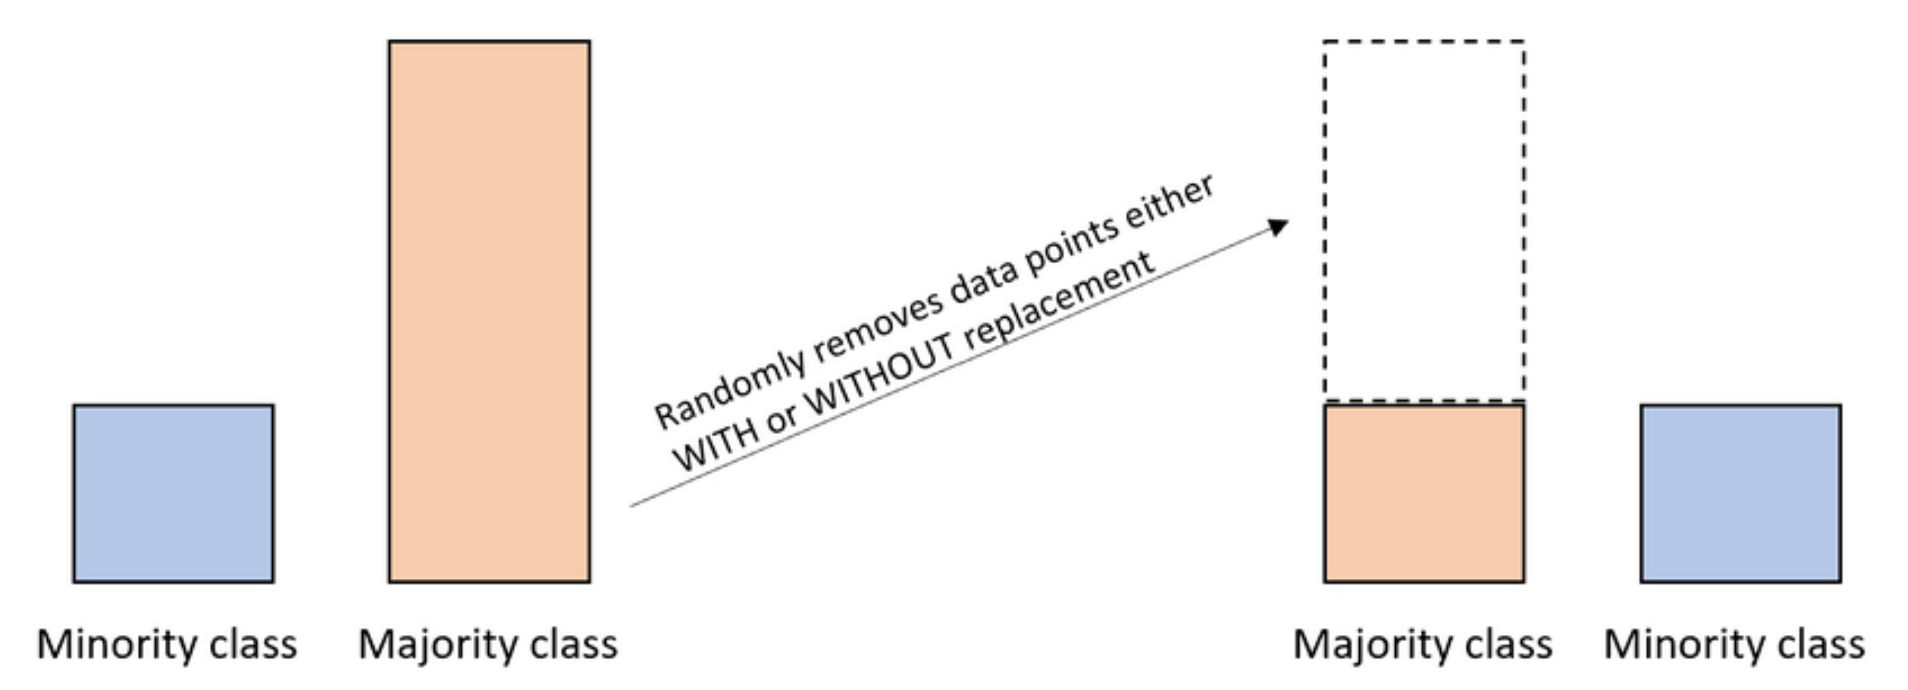 Randomly removes data points either
WITH or WITHOUT replacement
Minority class
Majority class
Majority class
Minority class